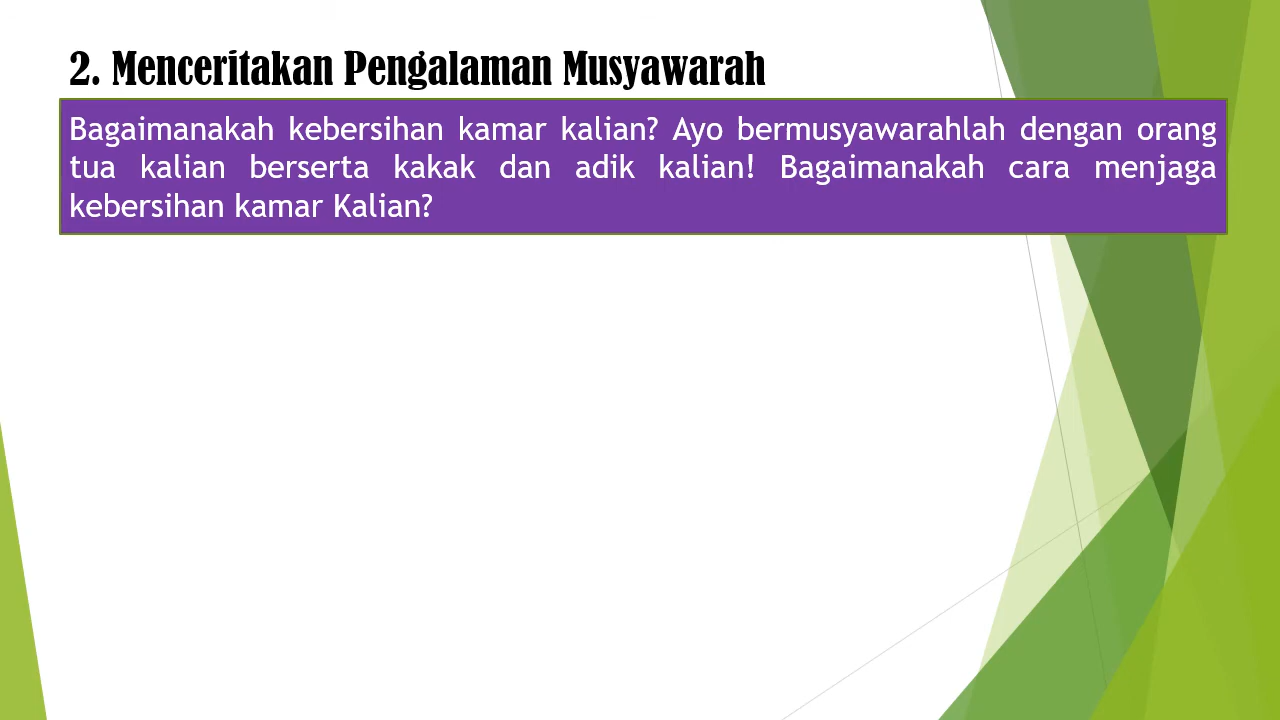 2. Menceritakan Pengalaman Musyawarah
Bagaimanakah kebersihan kamar kalian? Ayo bermusyawarahlah dengan orang
tua kalian berserta kakak dan adik kalian! Bagaimanakah cara menjaga
kebersihan kamar Kalian?